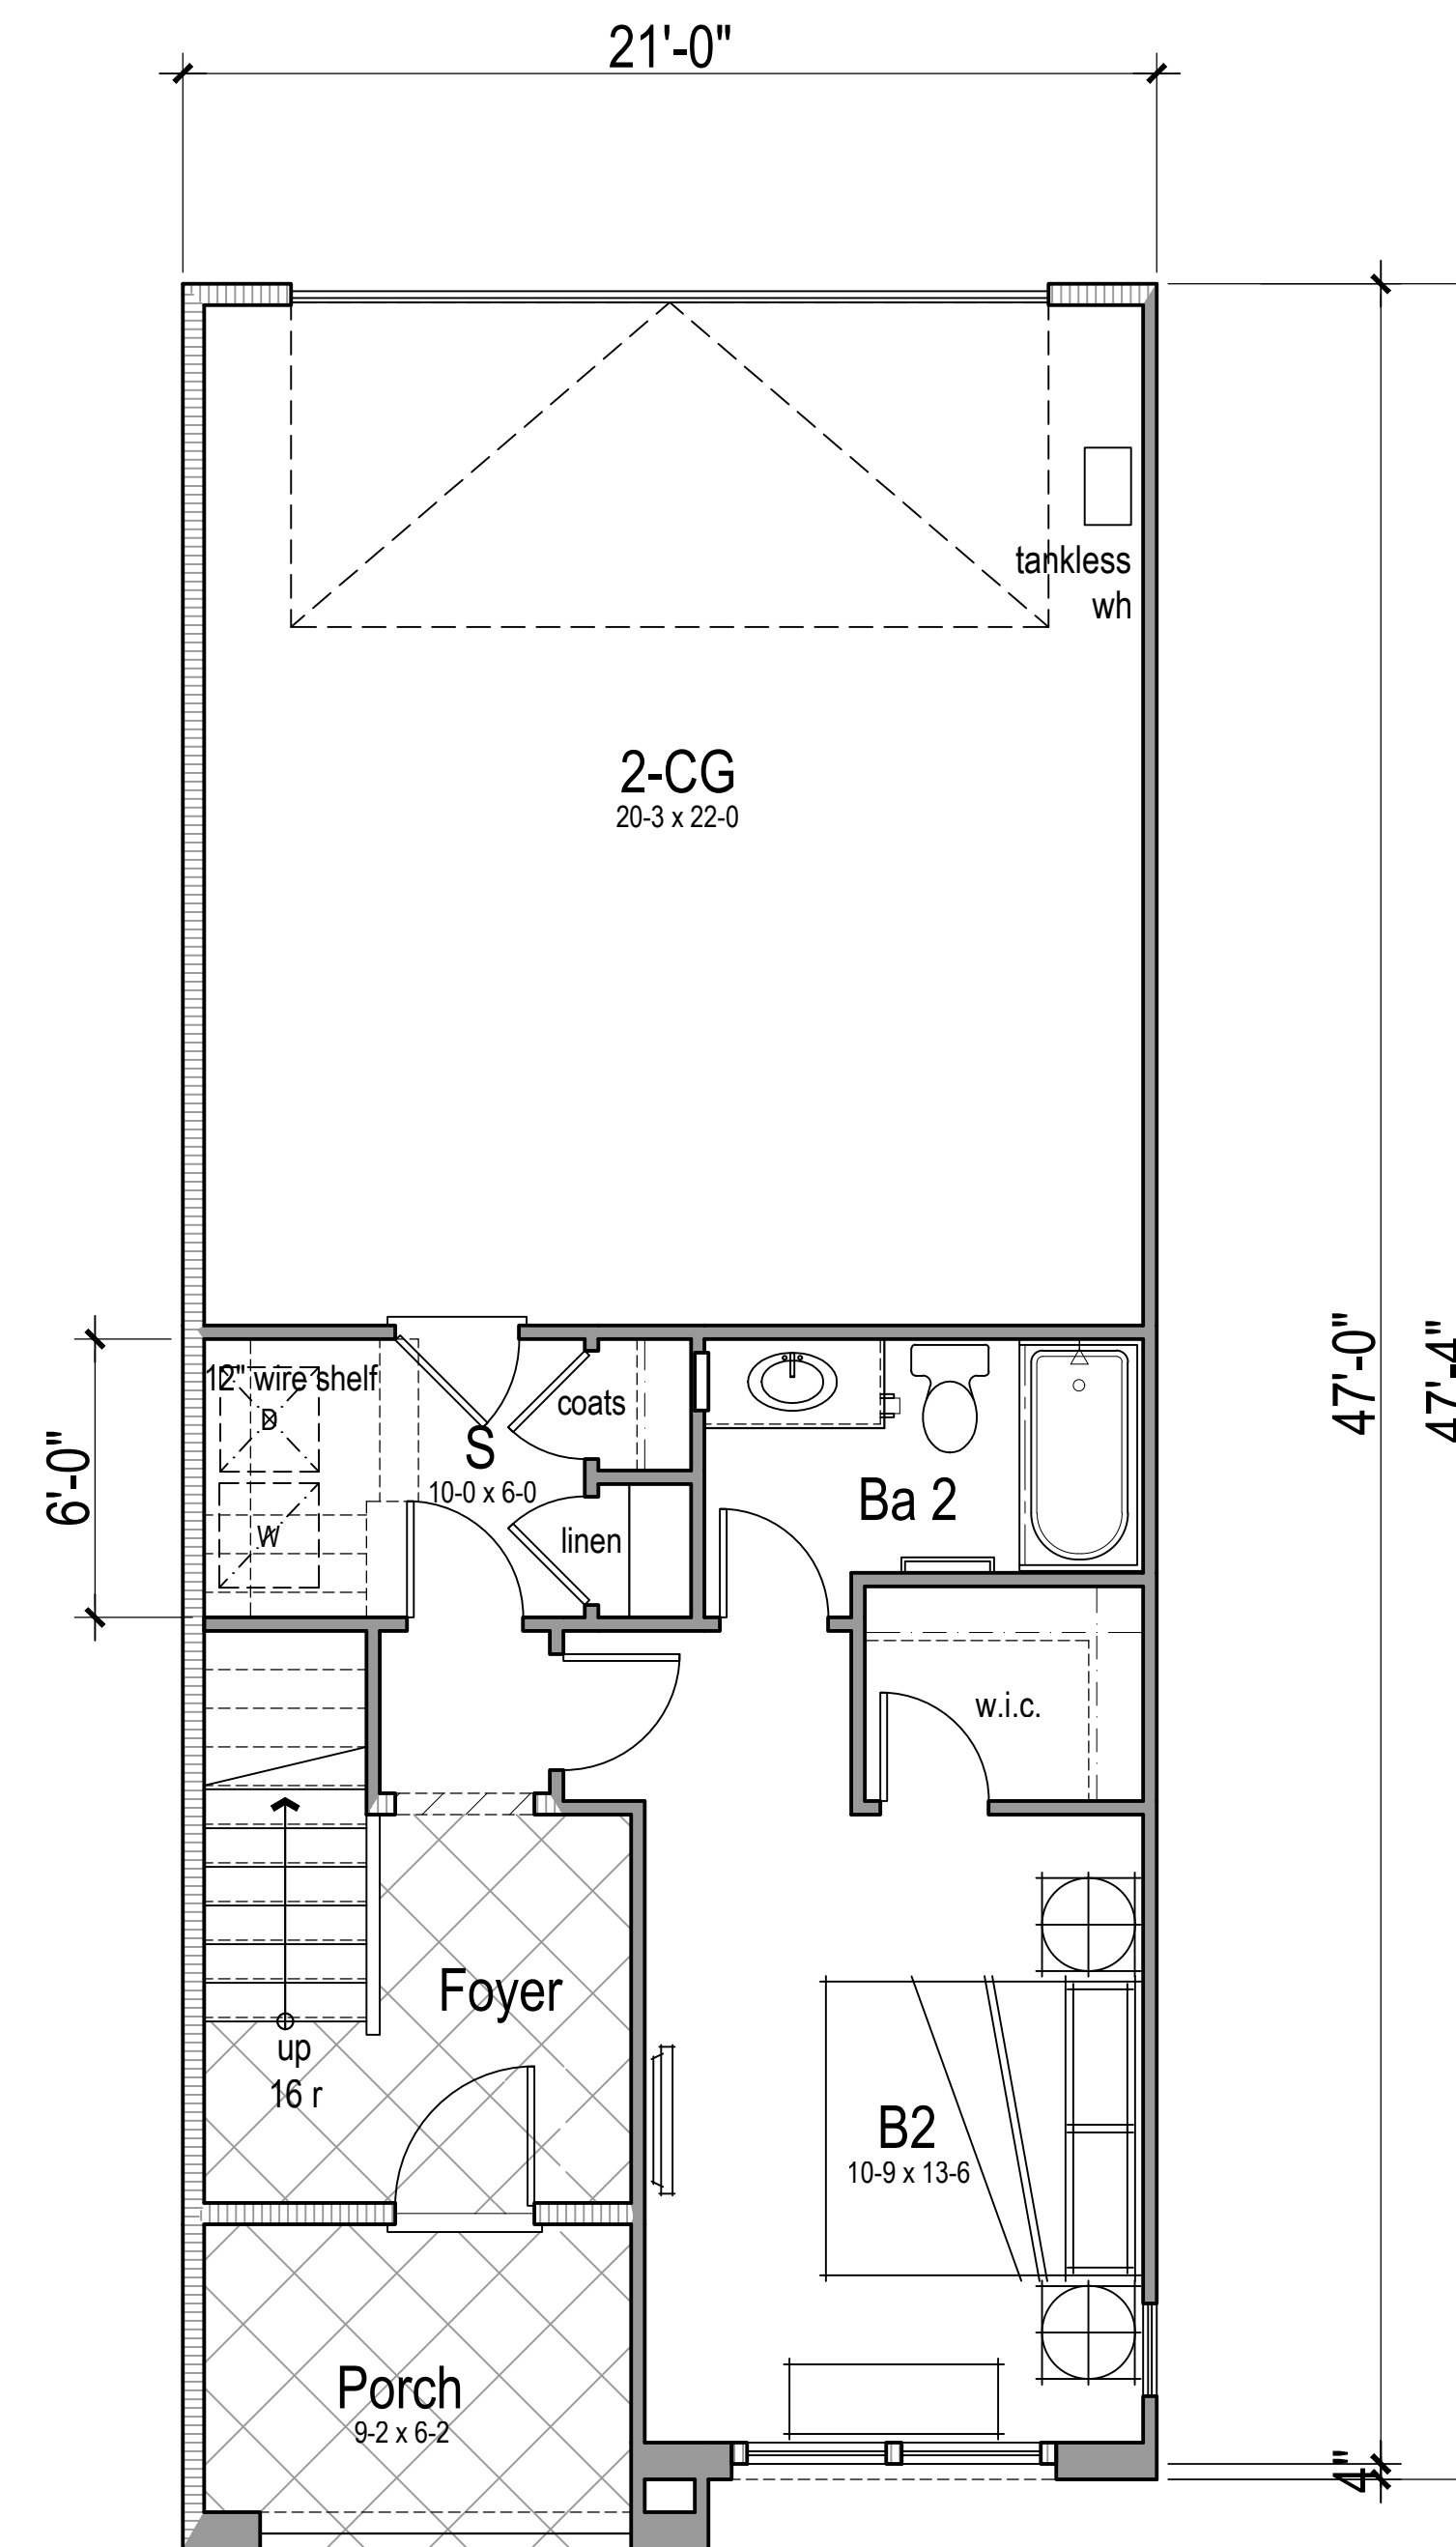 21'-0"
tankless
wh
2-CG
20-3 x 22-0
47'-0"
47'-4"
6'-0"
12" wire shelf
D
coats
S
10-0 x 6-0
W
linen
Ba 2
w.i.c.
Foyer
up
16 r
B2
10-9 x 13-6
Porch
9-2 x 6-2
4"